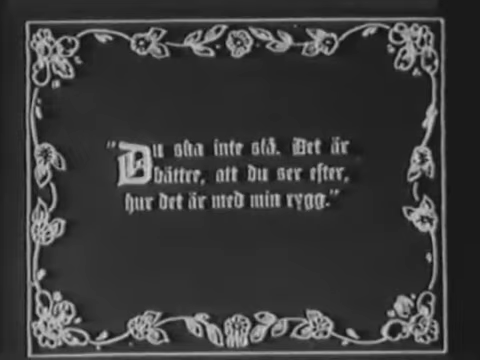 "Du ska inte slå. Det är
bättre, att du ser efter,
hur det är med min rygg."